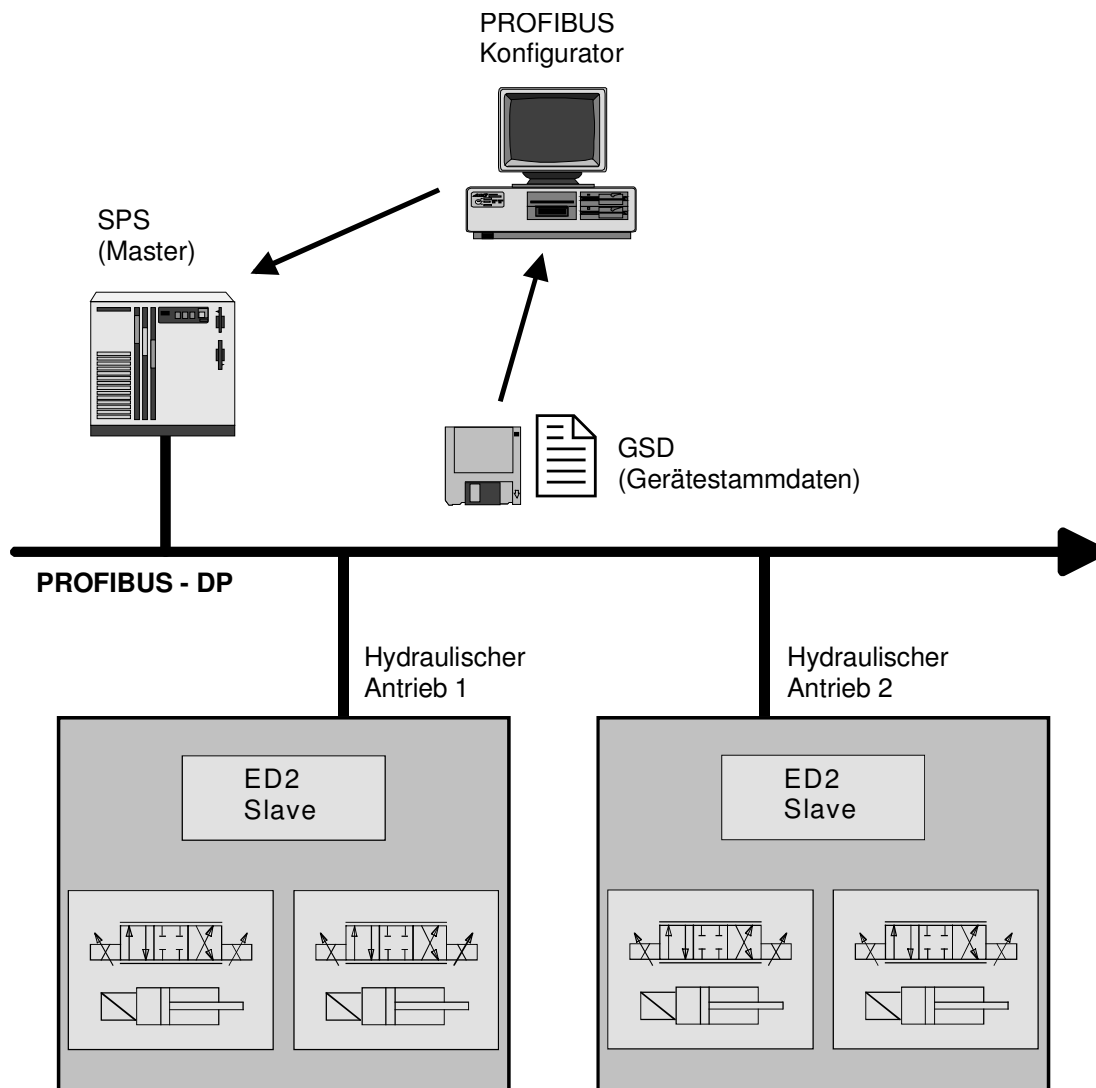 PROFIBUS
Konfigurator
SPS
(Master)
GSD
(Gerätestammdaten)
PROFIBUS - DP
Hydraulischer
Antrieb 1
Hydraulischer
Antrieb 2
ED2
Slave
ED2
Slave